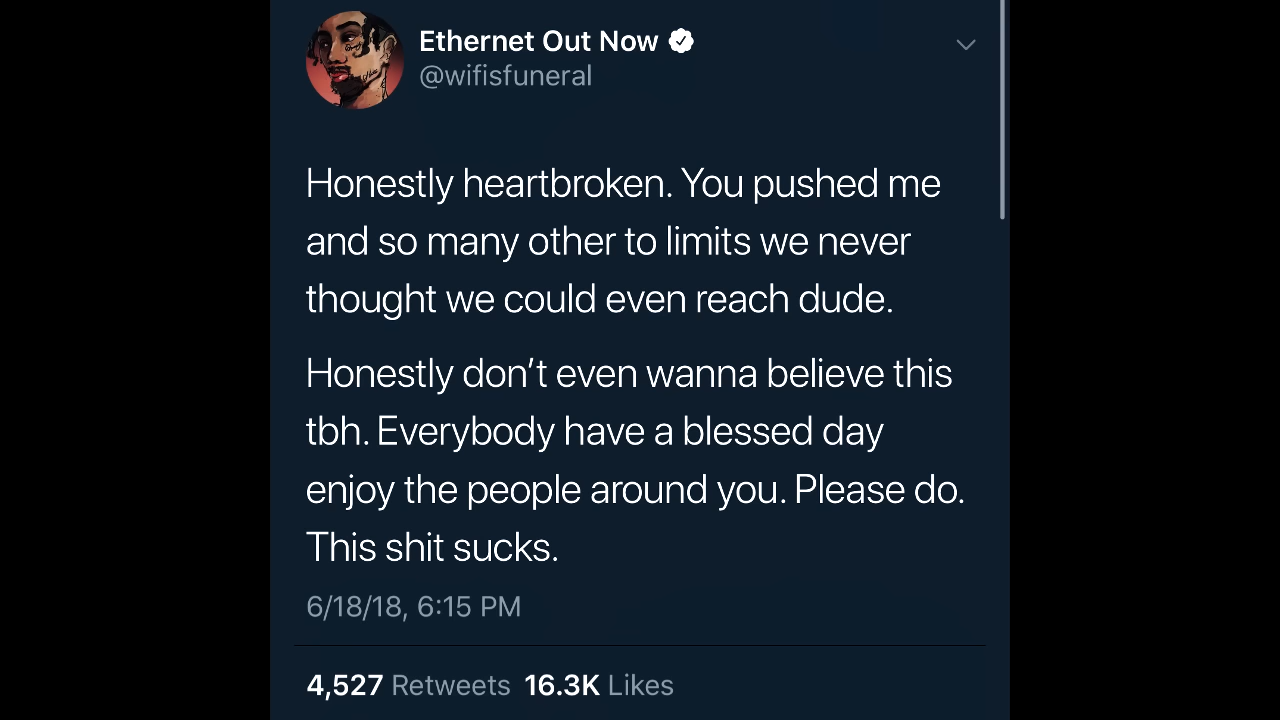 Ethernet Out Now
@wifisfuneral
Honestly heartbroken. You pushed me
and so many other to limits we never
thought we could even reach dude.
Honestly don’t even wanna believe this
tbh. Everybody have a blessed day
enjoy the people around you. Please do.
This shit sucks.
6/18/18, 6:15 PM
4,527 Retweets 16.3K Likes